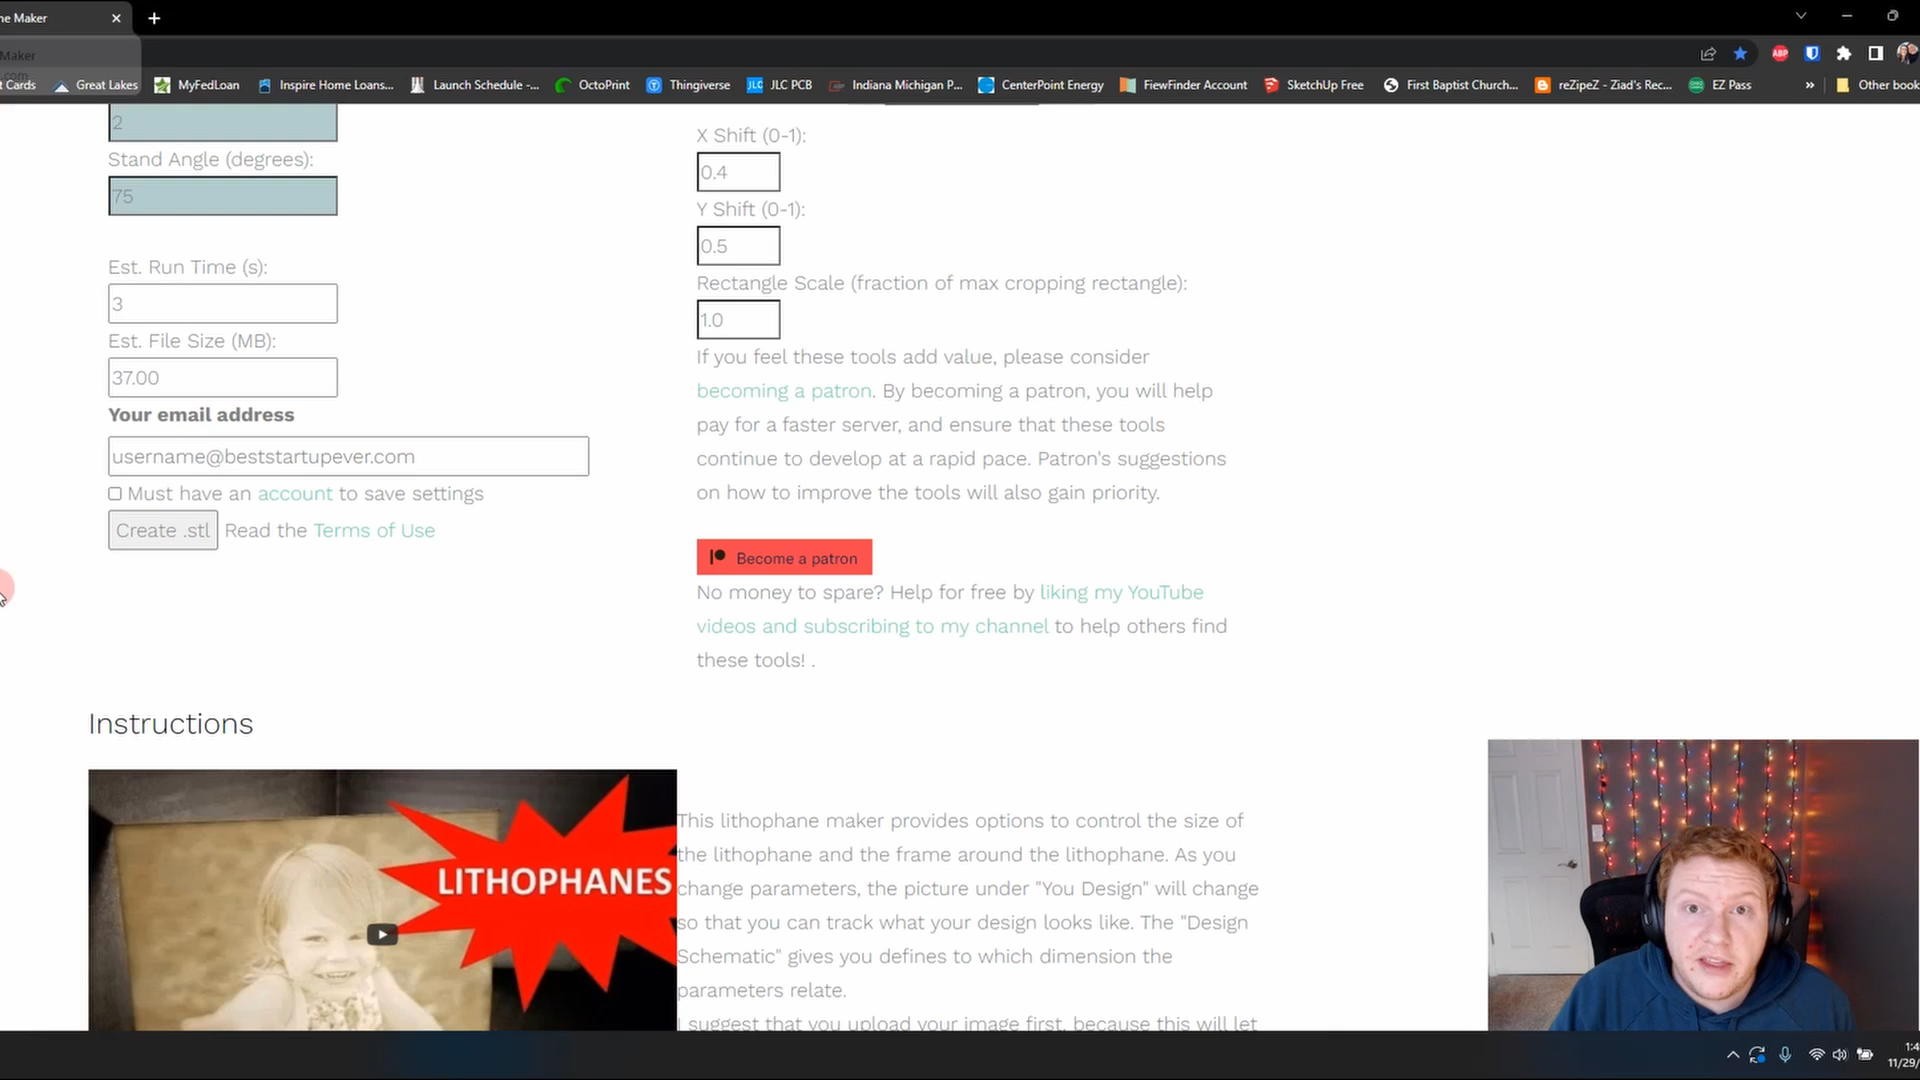 ne Maker
Maker
.com
t Cards Great Lakes MyFedLoan Inspire Home Loans... Launch Schedule -... OctoPrint Thingiverse JLC PCB Indiana Michigan P... CenterPoint Energy FiewFinder Account SketchUp Free First Baptist Church... reZipeZ - Ziad's Rec... EZ Pass » Other book
ABP
2
Stand Angle (degrees):
75
Est. Run Time (s):
3
Est. File Size (MB):
37.00
Your email address
username@beststartupever.com
Must have an account to save settings
Create .stl Read the Terms of Use
X Shift (0-1):
0.4
Y Shift (0-1):
0.5
Rectangle Scale (fraction of max cropping rectangle):
1.0
If you feel these tools add value, please consider
becoming a patron. By becoming a patron, you will help
pay for a faster server, and ensure that these tools
continue to develop at a rapid pace. Patron's suggestions
on how to improve the tools will also gain priority.
Become a patron
No money to spare? Help for free by liking my YouTube
videos and subscribing to my channel to help others find
these tools! .
Instructions
LITHOPHANES
This lithophane maker provides options to control the size of
the lithophane and the frame around the lithophane. As you
change parameters, the picture under "You Design" will change
so that you can track what your design looks like. The "Design
Schematic" gives you defines to which dimension the
parameters relate.
I suggest that you upload your image first, because this will let
1:4
11/29/